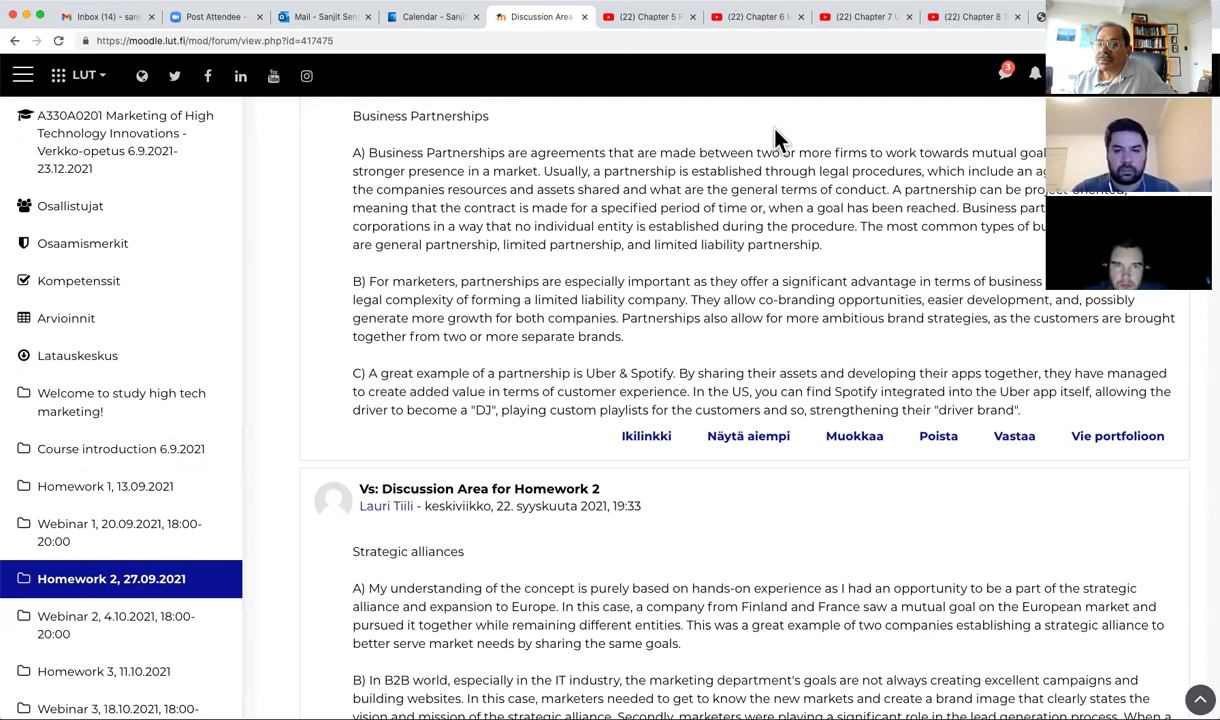 Inbox (14) - sanj
Post Attendee -
Mail - Sanjit Sen
Calendar - Sanjit
Discussion Area
(22) Chapter 5 P
(22) Chapter 6 M
(22) Chapter 7 L
(22) Chapter 8 T
https://moodle.lut.fi/mod/forum/view.php?id=417475
LUT
3
A330A0201 Marketing of High
Technology Innovations -
Verkko-opetus 6.9.2021-
23.12.2021
Osallistujat
Osaamismerkit
Kompetenssit
Arvioinnit
Latauskeskus
Welcome to study high tech
marketing!
Course introduction 6.9.2021
Homework 1, 13.09.2021
Webinar 1, 20.09.2021, 18:00-
20:00
Homework 2, 27.09.2021
Webinar 2, 4.10.2021, 18:00-
20:00
Homework 3, 11.10.2021
Webinar 3, 18.10.2021, 18:00-
Business Partnerships
A) Business Partnerships are agreements that are made between two or more firms to work towards mutual goa
stronger presence in a market. Usually, a partnership is established through legal procedures, which include an ag
the companies resources and assets shared and what are the general terms of conduct. A partnership can be project oriented,
meaning that the contract is made for a specified period of time or, when a goal has been reached. Business part
corporations in a way that no individual entity is established during the procedure. The most common types of bu
are general partnership, limited partnership, and limited liability partnership.
B) For marketers, partnerships are especially important as they offer a significant advantage in terms of business
legal complexity of forming a limited liability company. They allow co-branding opportunities, easier development, and, possibly
generate more growth for both companies. Partnerships also allow for more ambitious brand strategies, as the customers are brought
together from two or more separate brands.
C) A great example of a partnership is Uber & Spotify. By sharing their assets and developing their apps together, they have managed
to create added value in terms of customer experience. In the US, you can find Spotify integrated into the Uber app itself, allowing the
driver to become a "DJ", playing custom playlists for the customers and so, strengthening their "driver brand".
Ikilinkki Näytä aiempi Muokkaa Poista Vastaa Vie portfolioon
Vs: Discussion Area for Homework 2
Lauri Tiili - keskiviikko, 22. syyskuuta 2021, 19:33
Strategic alliances
A) My understanding of the concept is purely based on hands-on experience as I had an opportunity to be a part of the strategic
alliance and expansion to Europe. In this case, a company from Finland and France saw a mutual goal on the European market and
pursued it together while remaining different entities. This was a great example of two companies establishing a strategic alliance to
better serve market needs by sharing the same goals.
B) In B2B world, especially in the IT industry, the marketing department's goals are not always creating excellent campaigns and
building websites. In this case, marketers needed to get to know the new markets and create a brand image that clearly states the
vision and mission of the strategic alliance. Secondly, marketers were playing a significant role in the lead generation process. When a